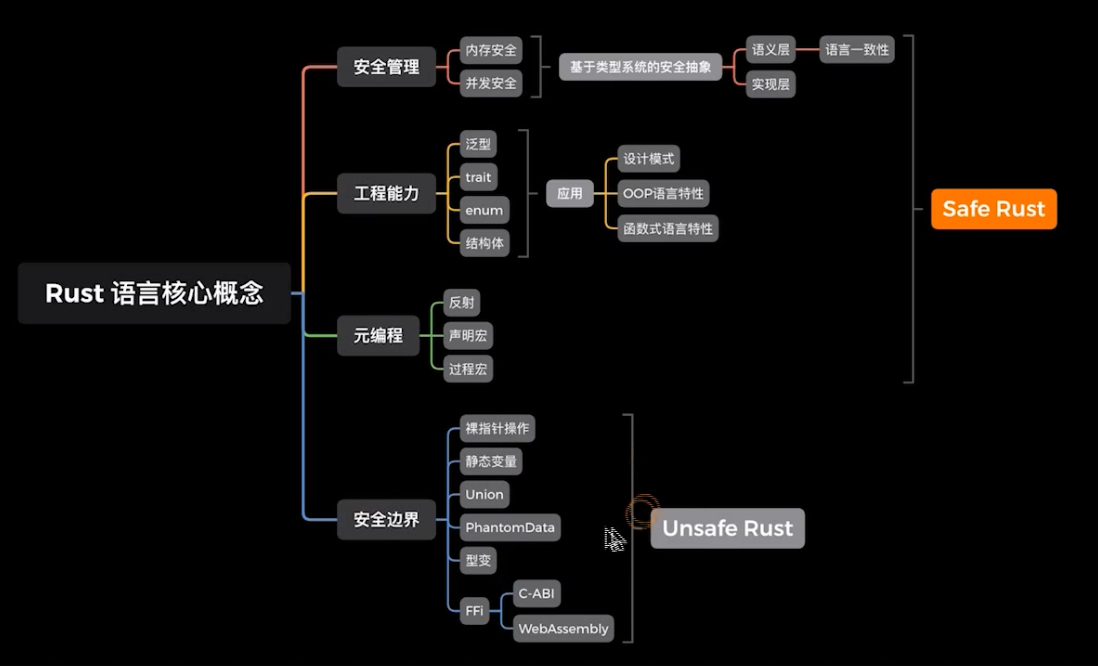 Rust 语言核心概念
安全管理
内存安全
并发安全
基于类型系统的安全抽象
语义层
语言一致性
实现层
工程能力
泛型
trait
enum
结构体
应用
设计模式
OOP语言特性
函数式语言特性
元编程
反射
声明宏
过程宏
Safe Rust
安全边界
裸指针操作
静态变量
Union
PhantomData
型变
FFi
C-ABI
WebAssembly
Unsafe Rust